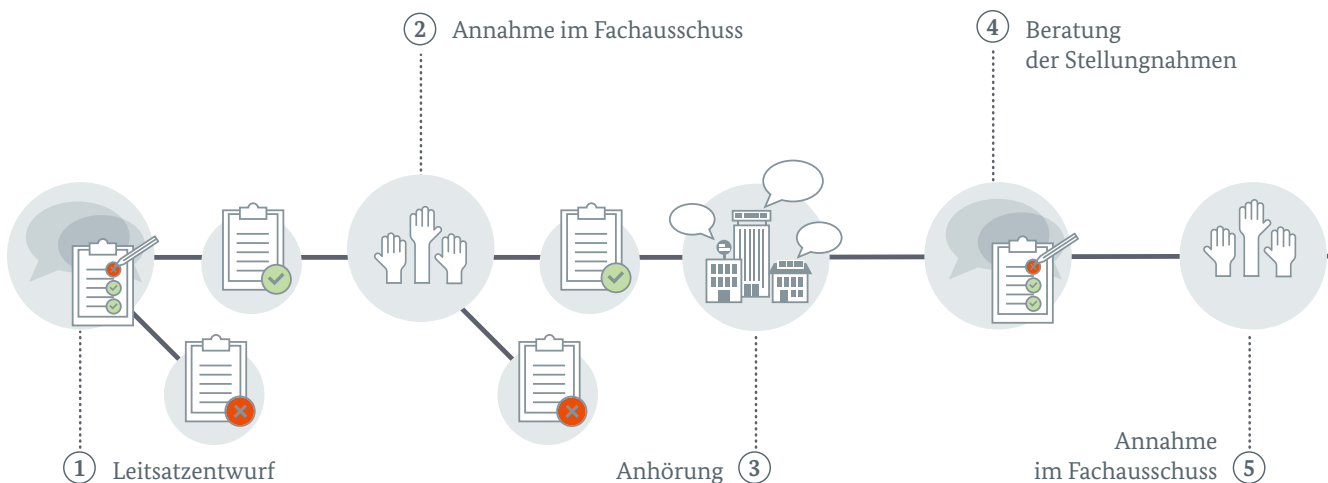 2 Annahme im Fachausschuss
4 Beratung
der Stellungnahmen
1 Leitsatzentwurf
Anhörung 3
Annahme
im Fachausschuss 5